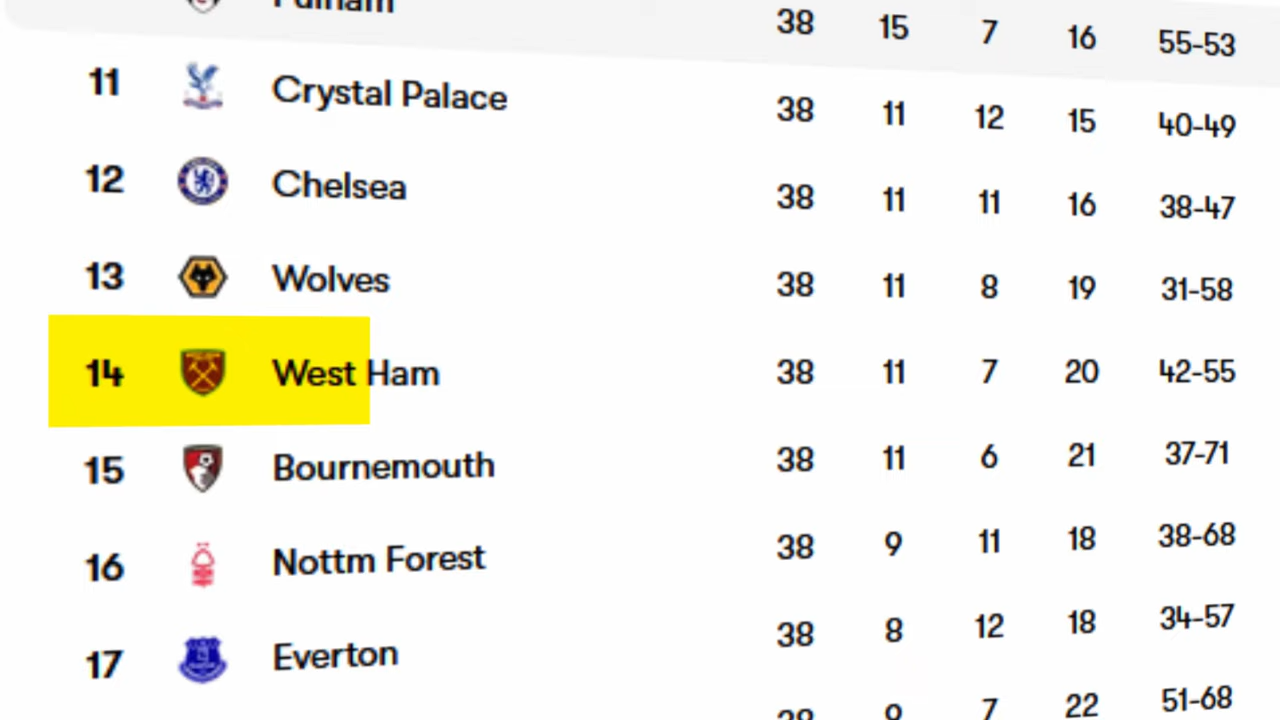 Fulham 38 15 7 16 55-53
11 Crystal Palace 38 11 12 15 40-49
12 Chelsea 38 11 11 16 38-47
13 Wolves 38 11 8 19 31-58
14 West Ham 38 11 7 20 42-55
15 Bournemouth 38 11 6 21 37-71
16 Nottm Forest 38 9 11 18 38-68
17 Everton 38 8 12 18 34-57
38 9 7 22 51-68